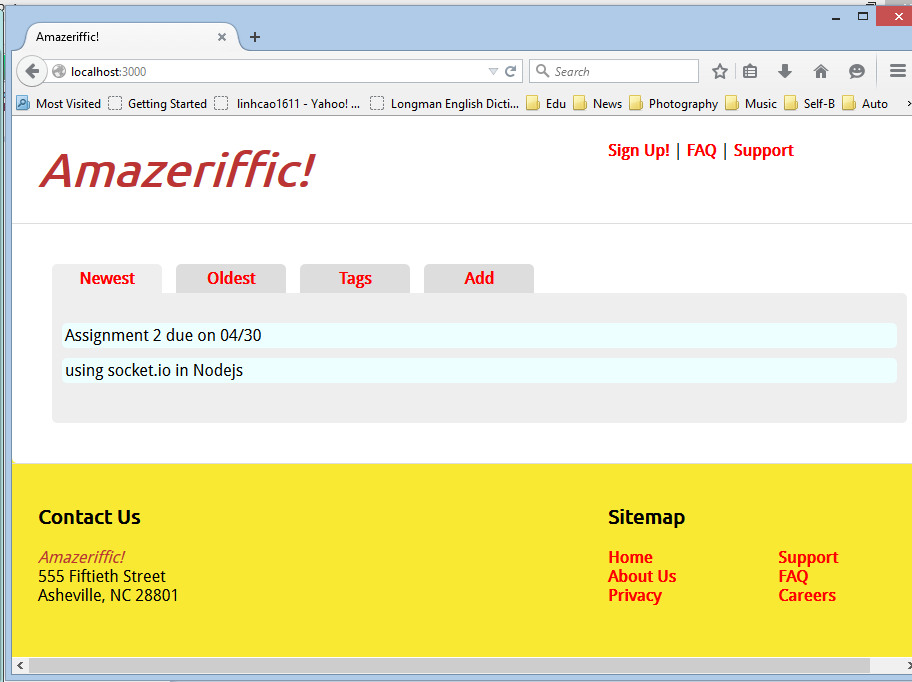 Amazeriffic!
localhost:3000
Search
Most Visited Getting Started linhcao1611 - Yahoo! ... Longman English Dicti... Edu News Photography Music Self-B Auto
Amazeriffic!
Sign Up! | FAQ | Support
Newest Oldest Tags Add
Assignment 2 due on 04/30
using socket.io in Nodejs
Contact Us
Amazeriffic!
555 Fiftieth Street
Asheville, NC 28801
Sitemap
Home Support
About Us FAQ
Privacy Careers